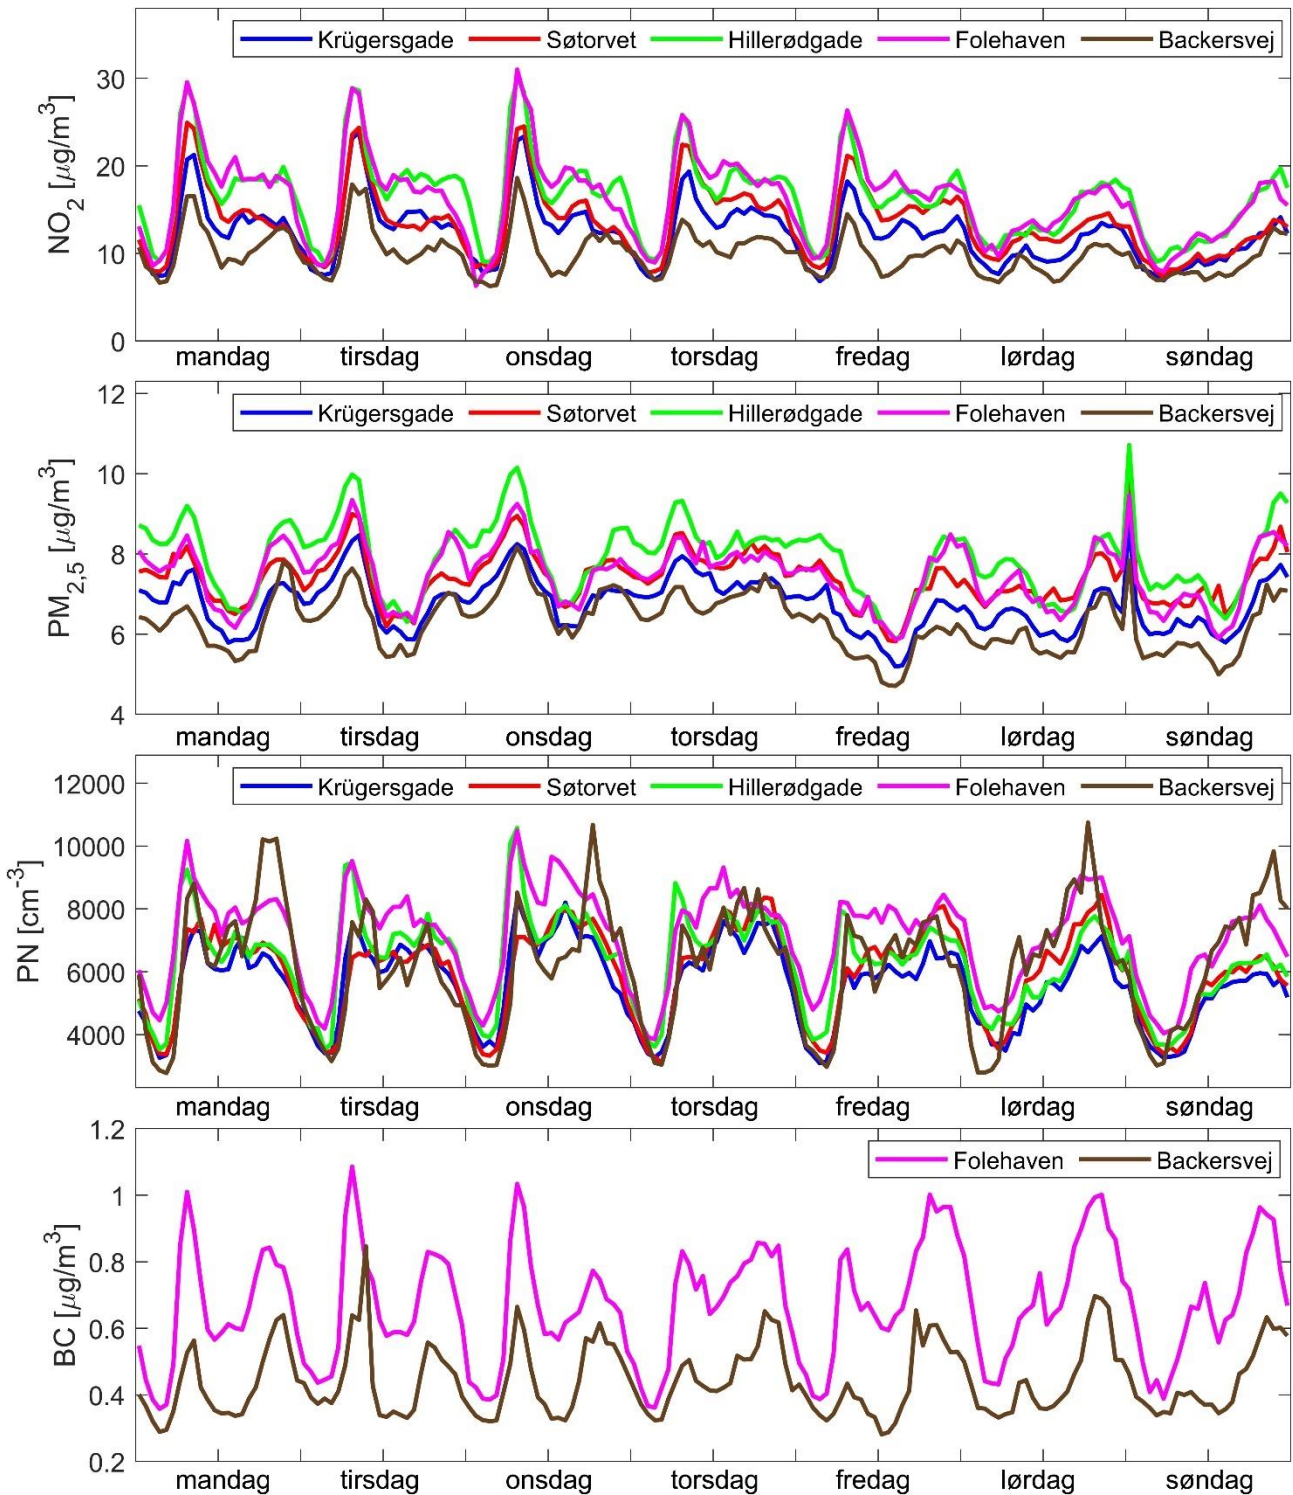 Krügersgade Søtorvet Hillerødgade Folehaven Backersvej
NO2 [µg/m3]
30
20
10
0
mandag tirsdag onsdag torsdag fredag lørdag søndag
Krügersgade Søtorvet Hillerødgade Folehaven Backersvej
PM2,5 [µg/m3]
12
10
8
6
4
mandag tirsdag onsdag torsdag fredag lørdag søndag
Krügersgade Søtorvet Hillerødgade Folehaven Backersvej
PN [cm-3]
12000
10000
8000
6000
4000
mandag tirsdag onsdag torsdag fredag lørdag søndag
Folehaven Backersvej
BC [µg/m3]
1.2
1
0.8
0.6
0.4
0.2
mandag tirsdag onsdag torsdag fredag lørdag søndag